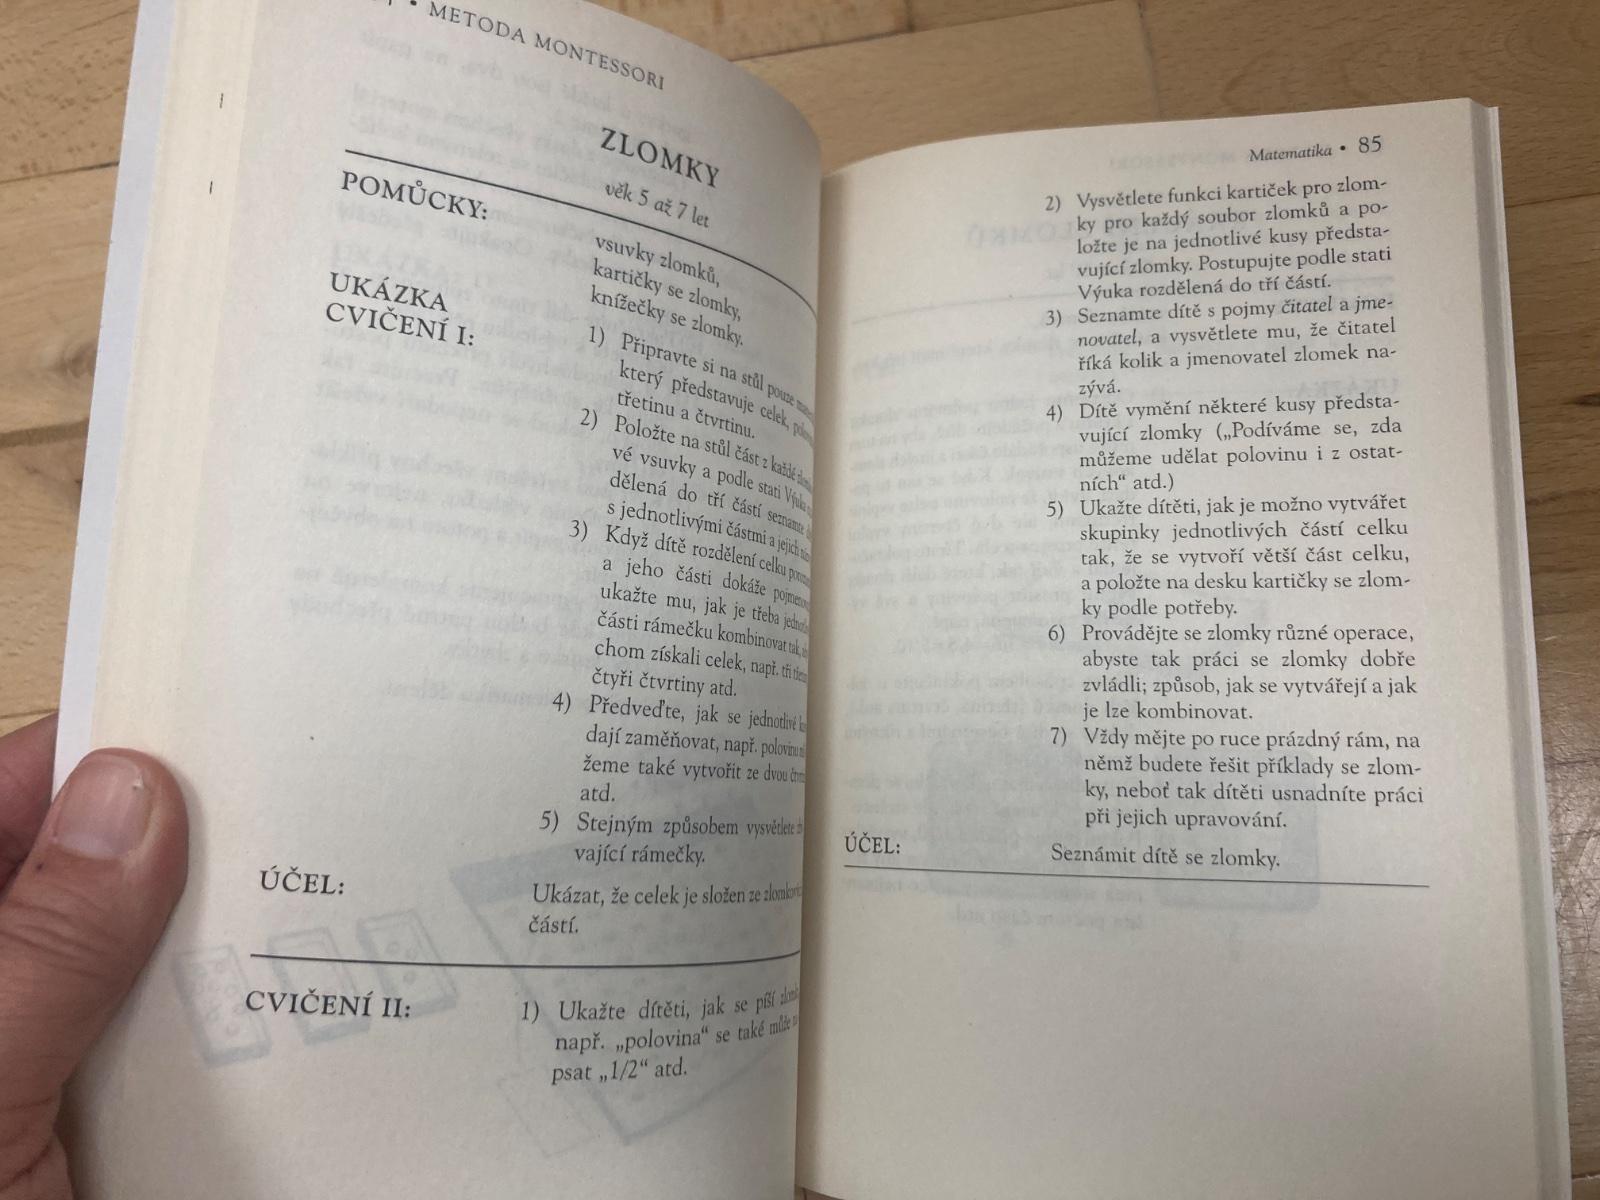 • METODA MONTESSORI
ZLOMKY
věk 5 až 7 let
POMŮCKY:
vsuvky zlomků,
kartičky se zlomky,
knížečky se zlomky.
UKÁZKA
CVIČENÍ I:
1) Připravte si na stůl pouze
který představuje celek,
třetinu a čtvrtinu.
2) Položte na stůl část z každé
vé vsuvky a podle stati Výuka
dělená do tří částí seznamte
s jednotlivými částmi a jejich
3) Když dítě rozdělení celku
a jeho části dokáže
ukažte mu, jak je třeba
části rámečku kombinovat tak,
chom získali celek, např. tři
čtyři čtvrtiny atd.
4) Předveďte, jak se jednotlivé
dají zaměňovat, např. polovinu
žeme také vytvořit ze dvou
atd.
5) Stejným způsobem vysvětlete
vající rámečky.
ÚČEL:
Ukázat, že celek je složen ze
částí.
CVIČENÍ II:
1) Ukažte dítěti, jak se píší
např. „polovina“ se také může
psat „1/2“ atd.
Matematika • 85
2) Vysvětlete funkci kartiček pro zlom-
ky pro každý soubor zlomků a po-
ložte je na jednotlivé kusy předsta-
vující zlomky. Postupujte podle stati
Výuka rozdělená do tří částí.
3) Seznamte dítě s pojmy čitatel a jme-
novatel, a vysvětlete mu, že čitatel
říká kolik a jmenovatel zlomek na-
zývá.
4) Dítě vymění některé kusy předsta-
vující zlomky („Podíváme se, zda
můžeme udělat polovinu i z ostat-
ních“ atd.)
5) Ukažte dítěti, jak je možno vytvářet
skupinky jednotlivých částí celku
tak, že se vytvoří větší část celku,
a položte na desku kartičky se zlom-
ky podle potřeby.
6) Provádějte se zlomky různé operace,
abyste tak práci se zlomky dobře
zvládli; způsob, jak se vytvářejí a jak
je lze kombinovat.
7) Vždy mějte po ruce prázdný rám, na
němž budete řešit příklady se zlom-
ky, neboť tak dítěti usnadníte práci
při jejich upravování.
ÚČEL:
Seznámit dítě se zlomky.